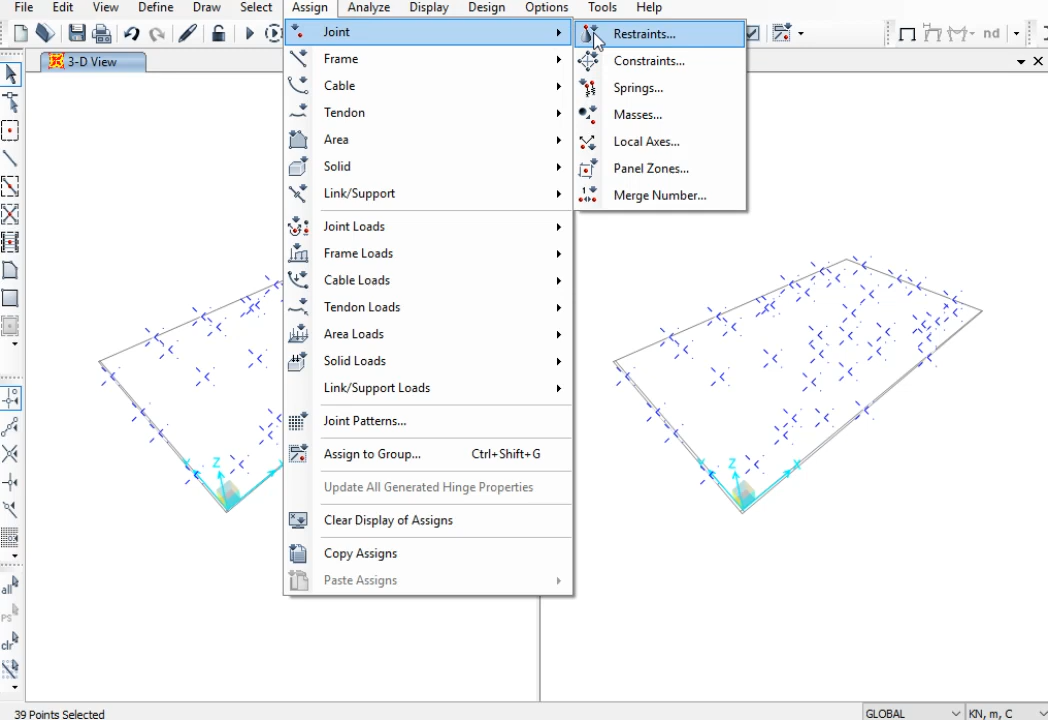 File Edit View Define Draw Select Assign Analyze Display Design Options Tools Help
nd
3-D View
Joint
Frame
Cable
Tendon
Area
Solid
Link/Support
Joint Loads
Frame Loads
Cable Loads
Tendon Loads
Area Loads
Solid Loads
Link/Support Loads
Joint Patterns...
Assign to Group... Ctrl+Shift+G
Update All Generated Hinge Properties
Clear Display of Assigns
Copy Assigns
Paste Assigns
Restraints...
Constraints...
Springs...
Masses...
Local Axes...
Panel Zones...
Merge Number...
Z
Z
X
all
PS
clr
39 Points Selected
GLOBAL
KN, m, C